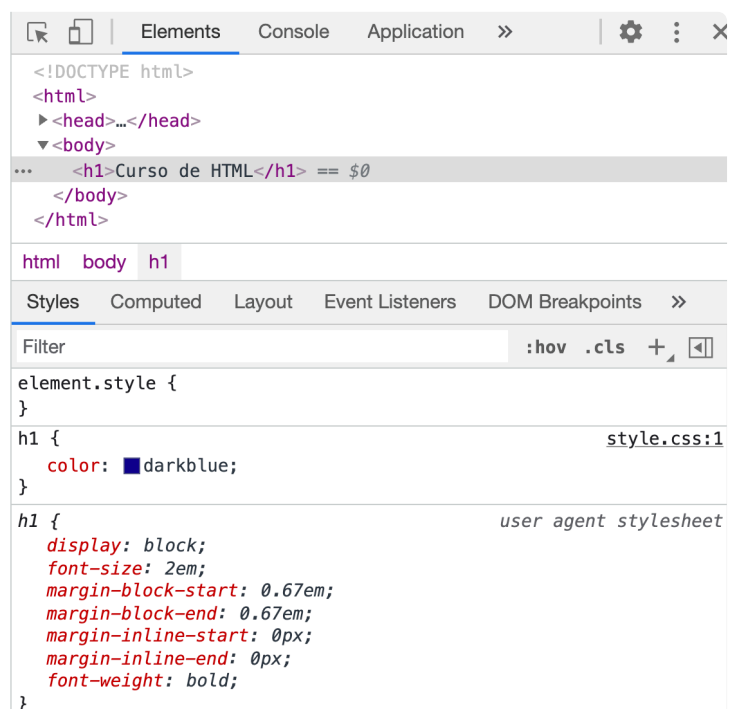 Elements Console Application »
<!DOCTYPE html>
<html>
▶<head>…</head>
▼<body>
… <h1>Curso de HTML</h1> == $0
</body>
</html>
html body h1
Styles Computed Layout Event Listeners DOM Breakpoints »
Filter :hov .cls +
element.style {
}
h1 { style.css:1
color: darkblue;
}
h1 { user agent stylesheet
display: block;
font-size: 2em;
margin-block-start: 0.67em;
margin-block-end: 0.67em;
margin-inline-start: 0px;
margin-inline-end: 0px;
font-weight: bold;
}